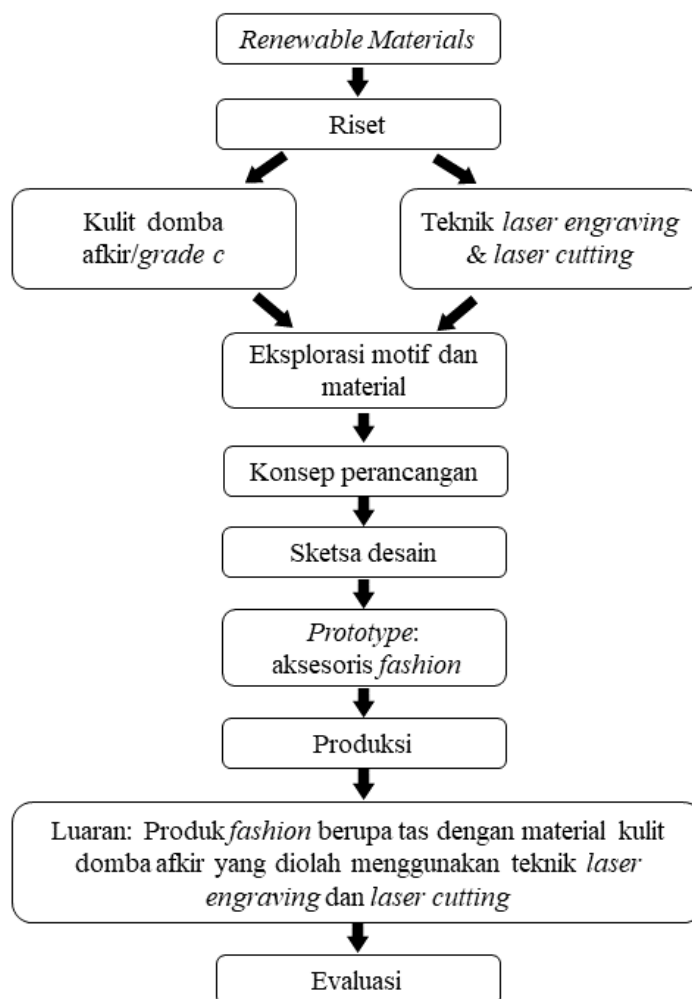 Renewable Materials
Riset
Kulit domba
afkir/grade c
Teknik laser engraving
& laser cutting
Eksplorasi motif dan
material
Konsep perancangan
Sketsa desain
Prototype:
aksesoris fashion
Produksi
Luaran: Produk fashion berupa tas dengan material kulit
domba afkir yang diolah menggunakan teknik laser
engraving dan laser cutting
Evaluasi